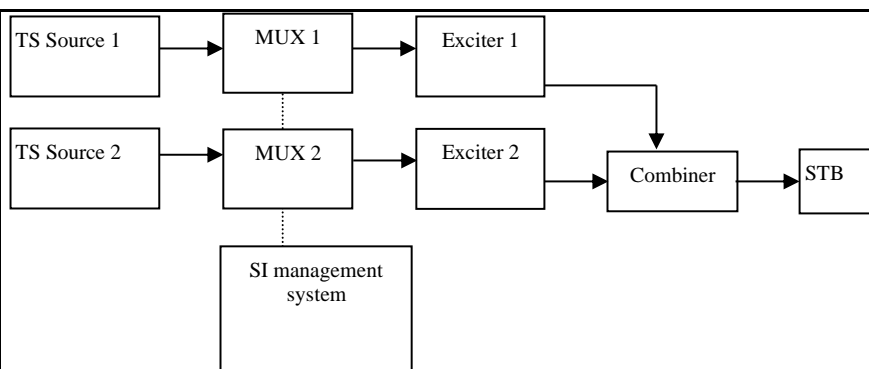 TS Source 1
MUX 1
Exciter 1
TS Source 2
MUX 2
Exciter 2
Combiner
STB
SI management
system